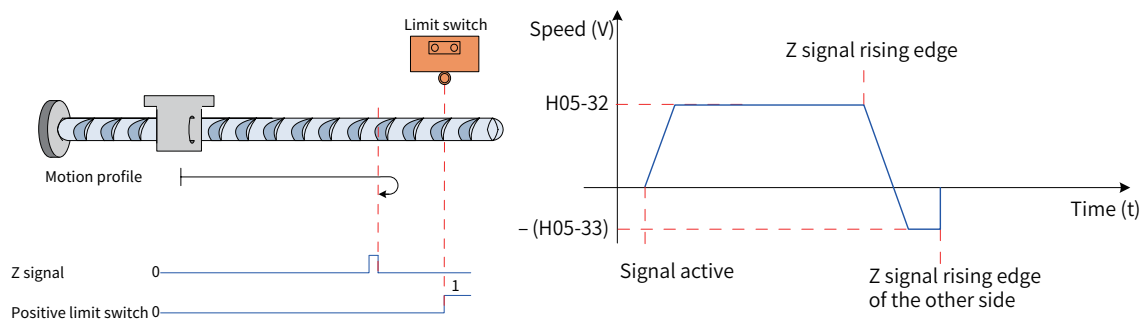 Limit switch
Motion profile
Z signal
0
1
Positive limit switch
0
Speed (V)
Z signal rising edge
H05-32
Time (t)
– (H05-33)
Signal active
Z signal rising edge
of the other side